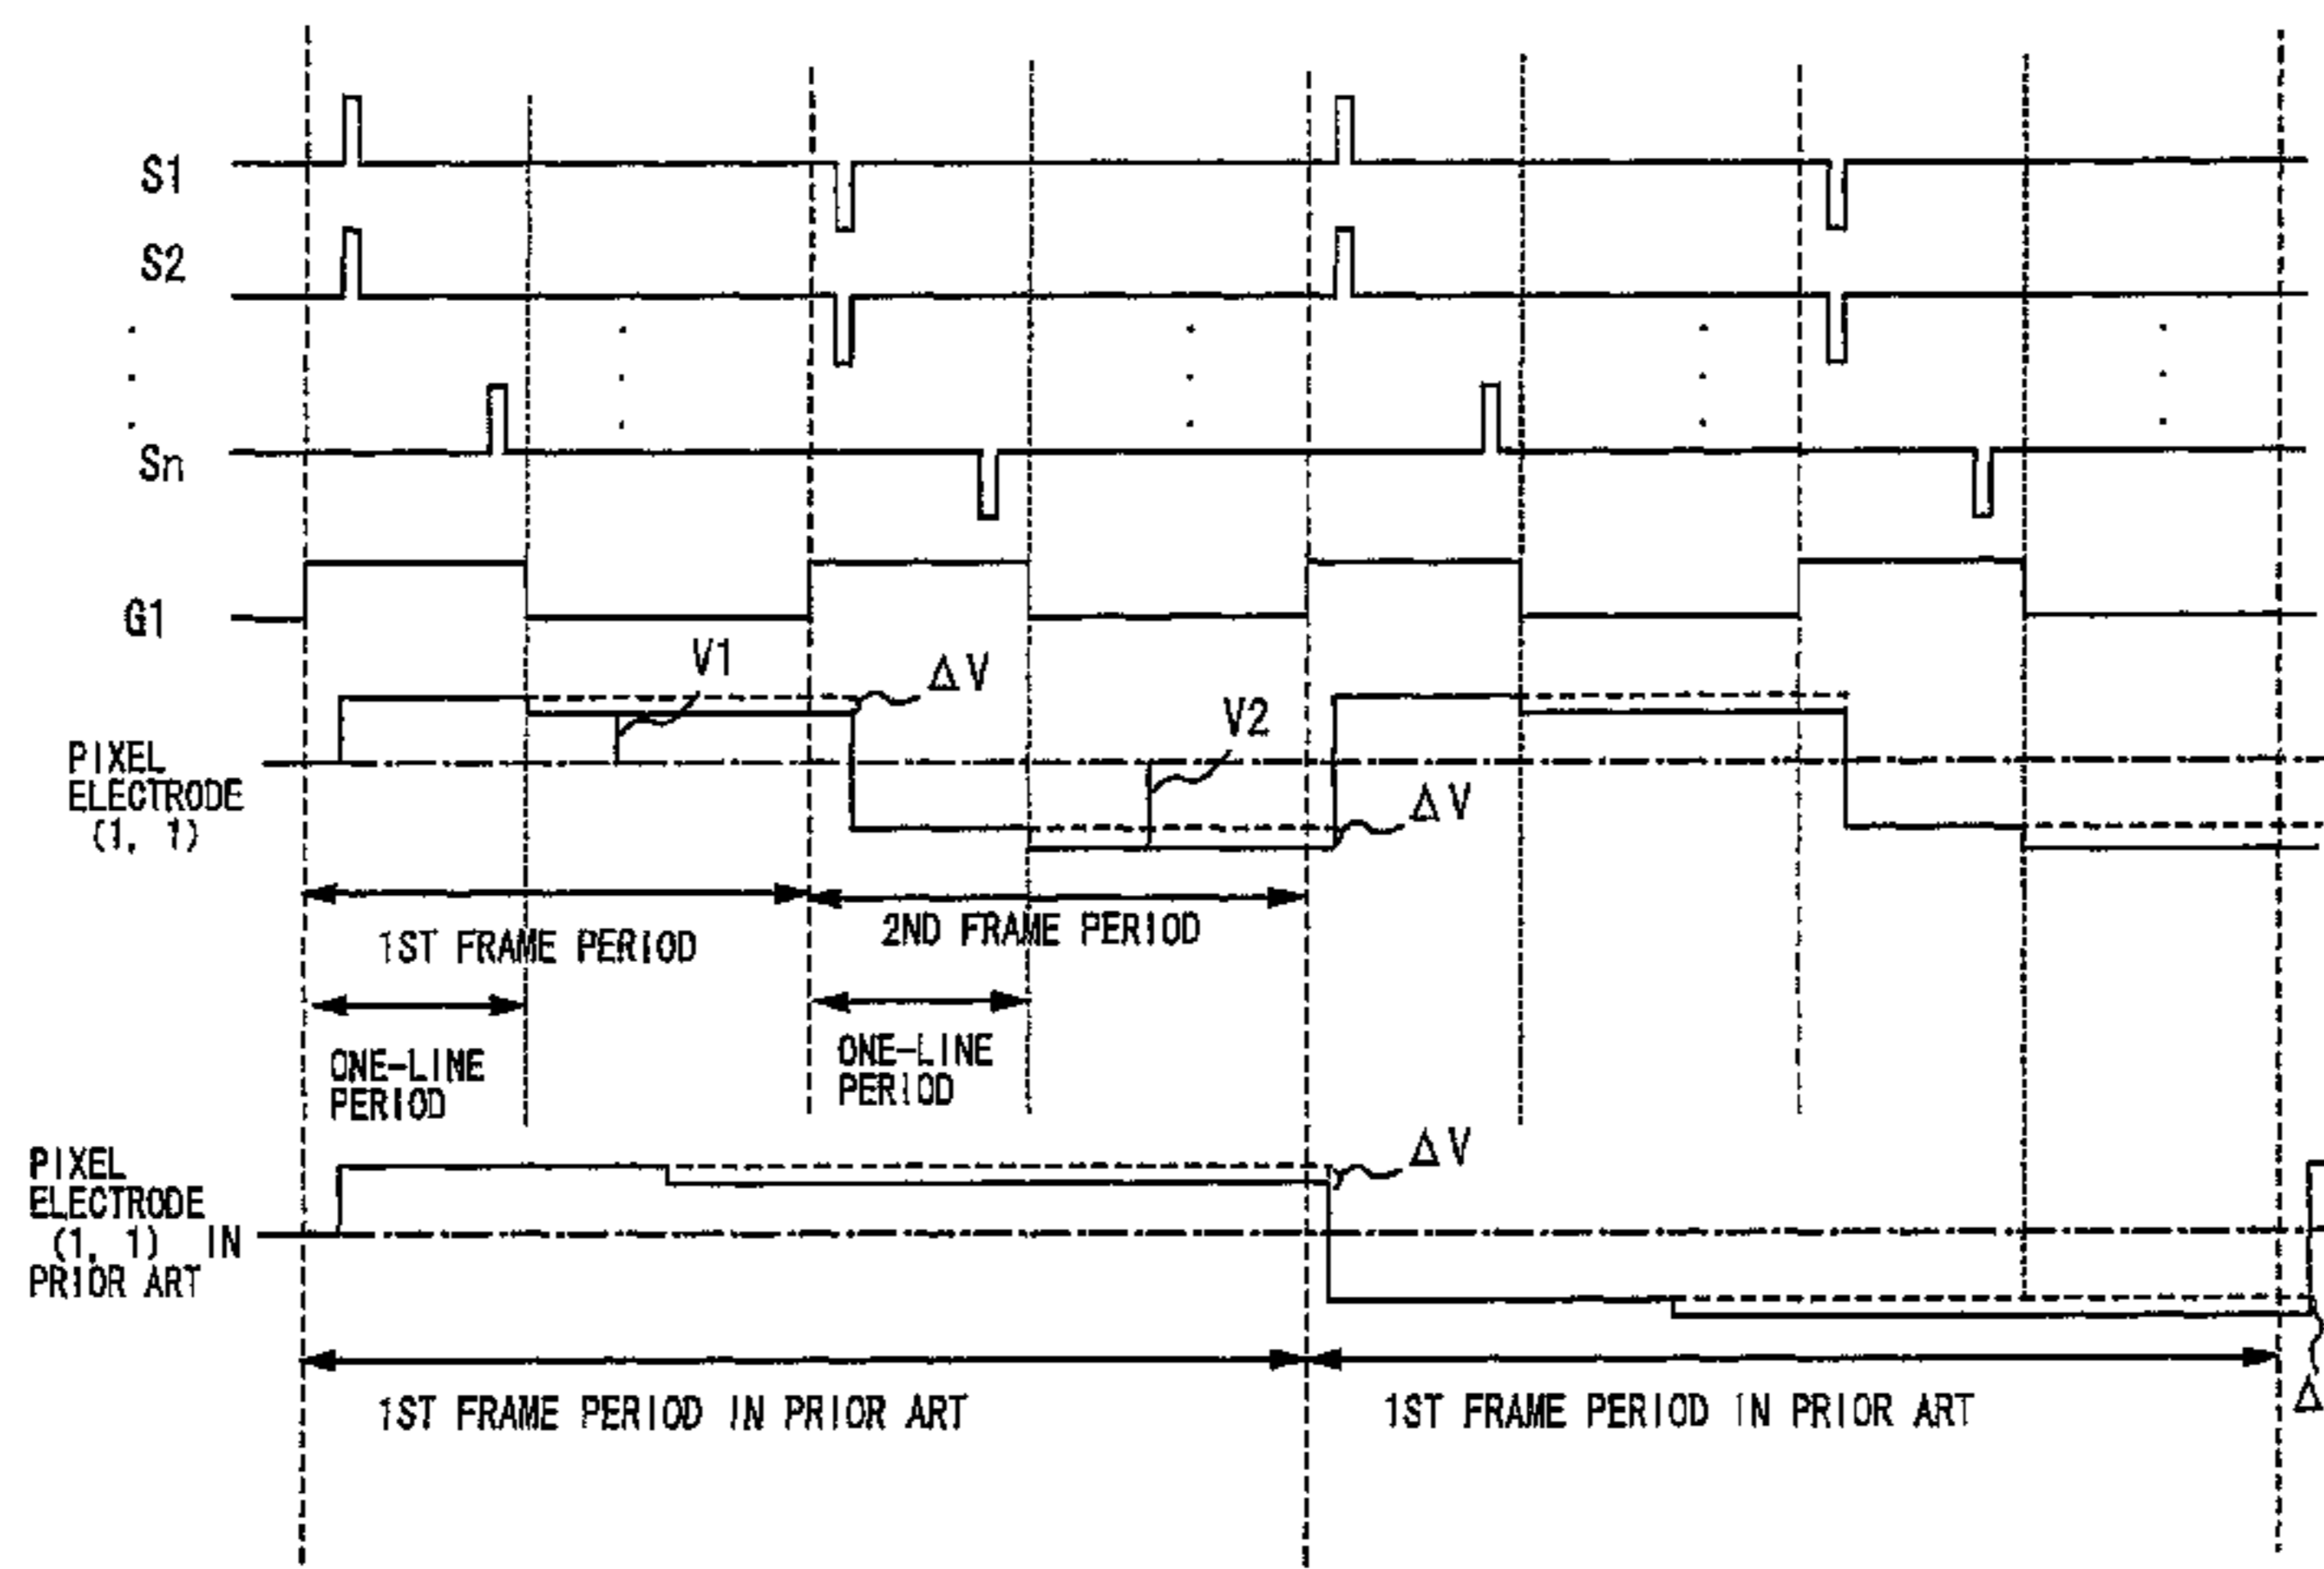 S1
S2
Sn
G1
V1
ΔV
V2
PIXEL
ELECTRODE
(1, 1)
ΔV
1ST FRAME PERIOD
2ND FRAME PERIOD
ONE-LINE
PERIOD
ONE-LINE
PERIOD
PIXEL
ELECTRODE
(1, 1) IN
PRIOR ART
ΔV
1ST FRAME PERIOD IN PRIOR ART
1ST FRAME PERIOD IN PRIOR ART
Δ